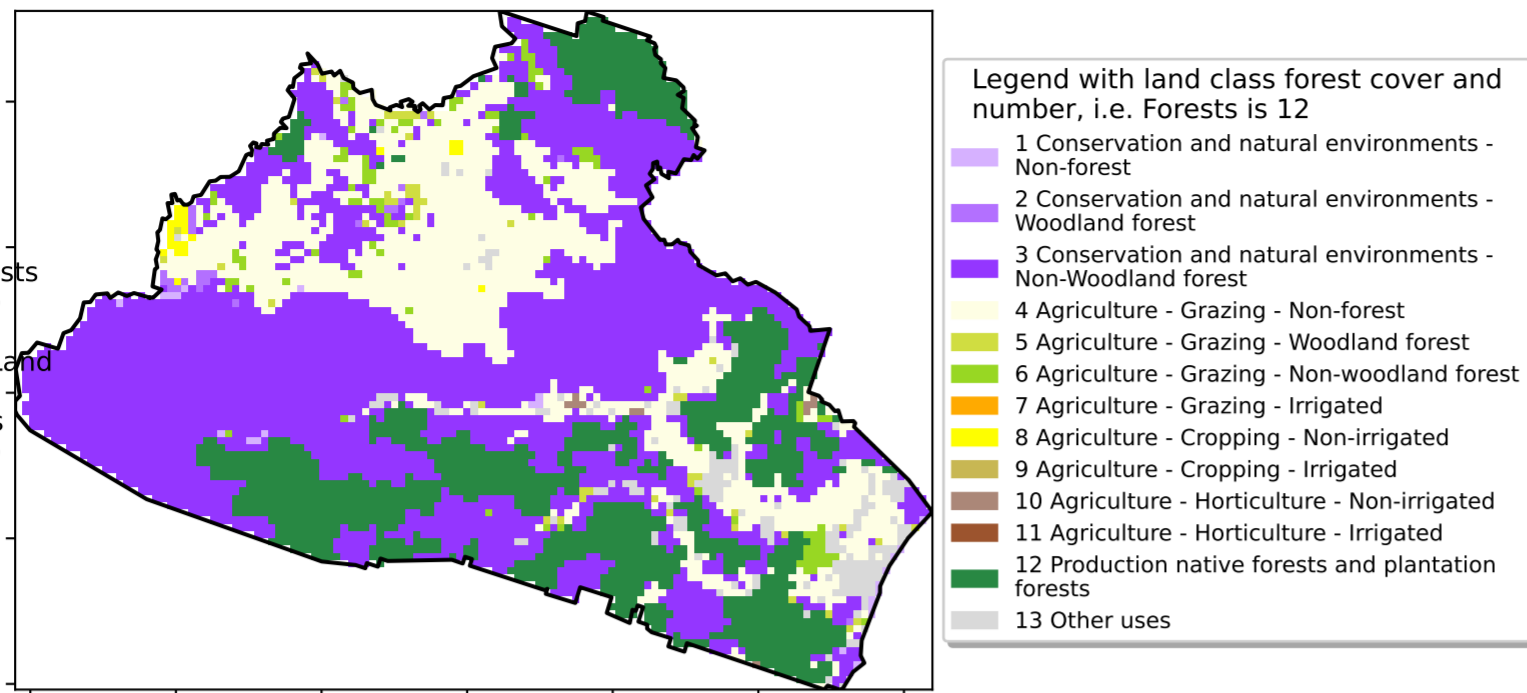 Legend with land class forest cover and
number, i.e. Forests is 12
1 Conservation and natural environments -
Non-forest
2 Conservation and natural environments -
Woodland forest
3 Conservation and natural environments -
Non-Woodland forest
4 Agriculture - Grazing - Non-forest
5 Agriculture - Grazing - Woodland forest
6 Agriculture - Grazing - Non-woodland forest
7 Agriculture - Grazing - Irrigated
8 Agriculture - Cropping - Non-irrigated
9 Agriculture - Cropping - Irrigated
10 Agriculture - Horticulture - Non-irrigated
11 Agriculture - Horticulture - Irrigated
12 Production native forests and plantation
forests
13 Other uses